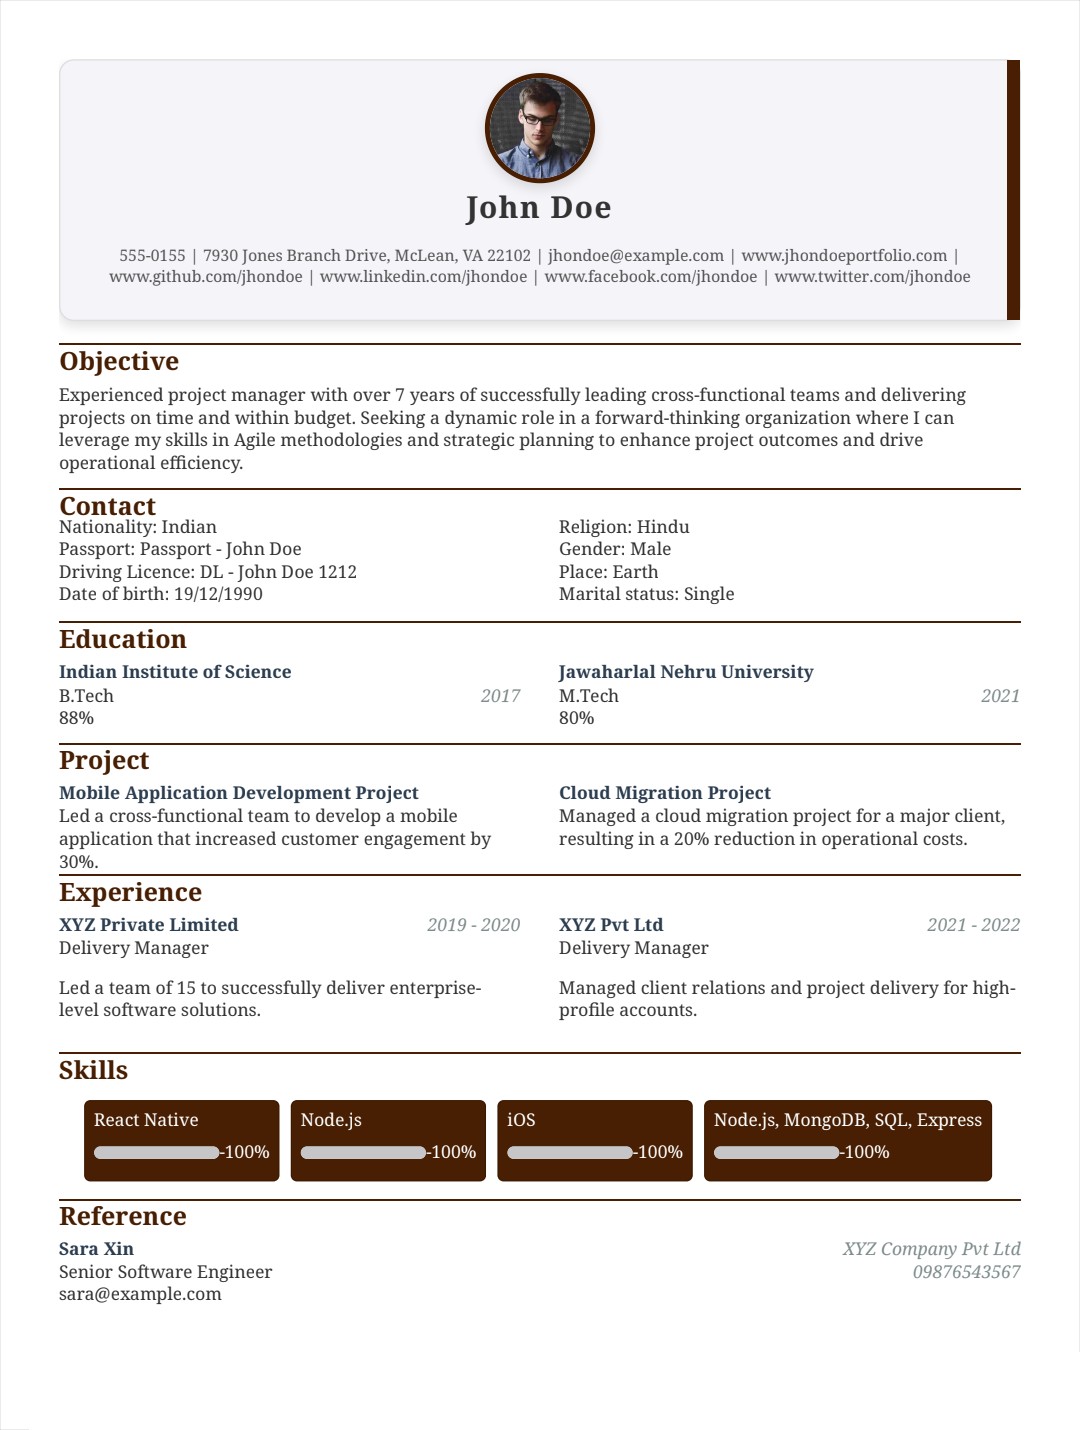 John Doe
555-0155 | 7930 Jones Branch Drive, McLean, VA 22102 | jhondoe@example.com | www.jhondoeportfolio.com |
www.github.com/jhondoe | www.linkedin.com/jhondoe | www.facebook.com/jhondoe | www.twitter.com/jhondoe
Objective
Experienced project manager with over 7 years of successfully leading cross-functional teams and delivering
projects on time and within budget. Seeking a dynamic role in a forward-thinking organization where I can
leverage my skills in Agile methodologies and strategic planning to enhance project outcomes and drive
operational efficiency.
Contact
Nationality: Indian
Passport: Passport - John Doe
Driving Licence: DL - John Doe 1212
Date of birth: 19/12/1990
Religion: Hindu
Gender: Male
Place: Earth
Marital status: Single
Education
Indian Institute of Science
B.Tech 2017
88%
Jawaharlal Nehru University
M.Tech 2021
80%
Project
Mobile Application Development Project
Led a cross-functional team to develop a mobile
application that increased customer engagement by
30%.
Cloud Migration Project
Managed a cloud migration project for a major client,
resulting in a 20% reduction in operational costs.
Experience
XYZ Private Limited 2019 - 2020
Delivery Manager
Led a team of 15 to successfully deliver enterprise-
level software solutions.
XYZ Pvt Ltd 2021 - 2022
Delivery Manager
Managed client relations and project delivery for high-
profile accounts.
Skills
React Native
-100%
Node.js
-100%
iOS
-100%
Node.js, MongoDB, SQL, Express
-100%
Reference
Sara Xin XYZ Company Pvt Ltd
Senior Software Engineer 09876543567
sara@example.com